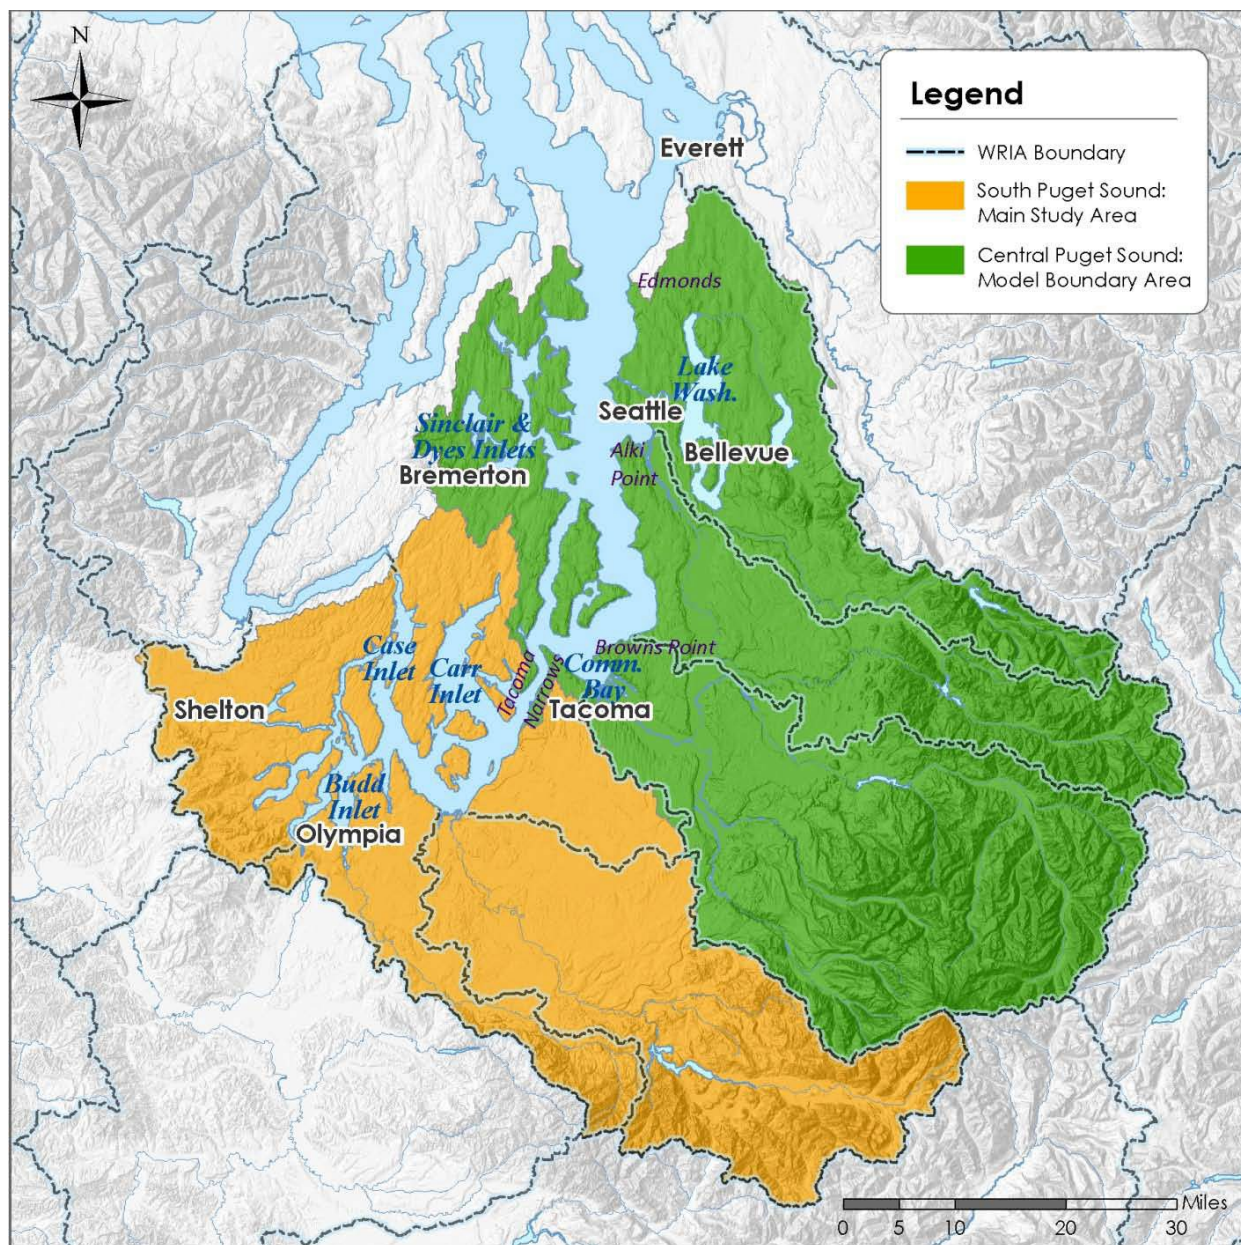 N
Legend
WRIA Boundary
South Puget Sound:
Main Study Area
Central Puget Sound:
Model Boundary Area
Everett
Edmonds
Lake
Wash.
Seattle
Sinclair &
Dyes Inlets
Bremerton
Alki
Point
Bellevue
Case
Inlet
Carr
Inlet
Tacoma
Narrows
Browns Point
Comm.
Bay
Tacoma
Shelton
Budd
Inlet
Olympia
Miles
0 5 10 20 30